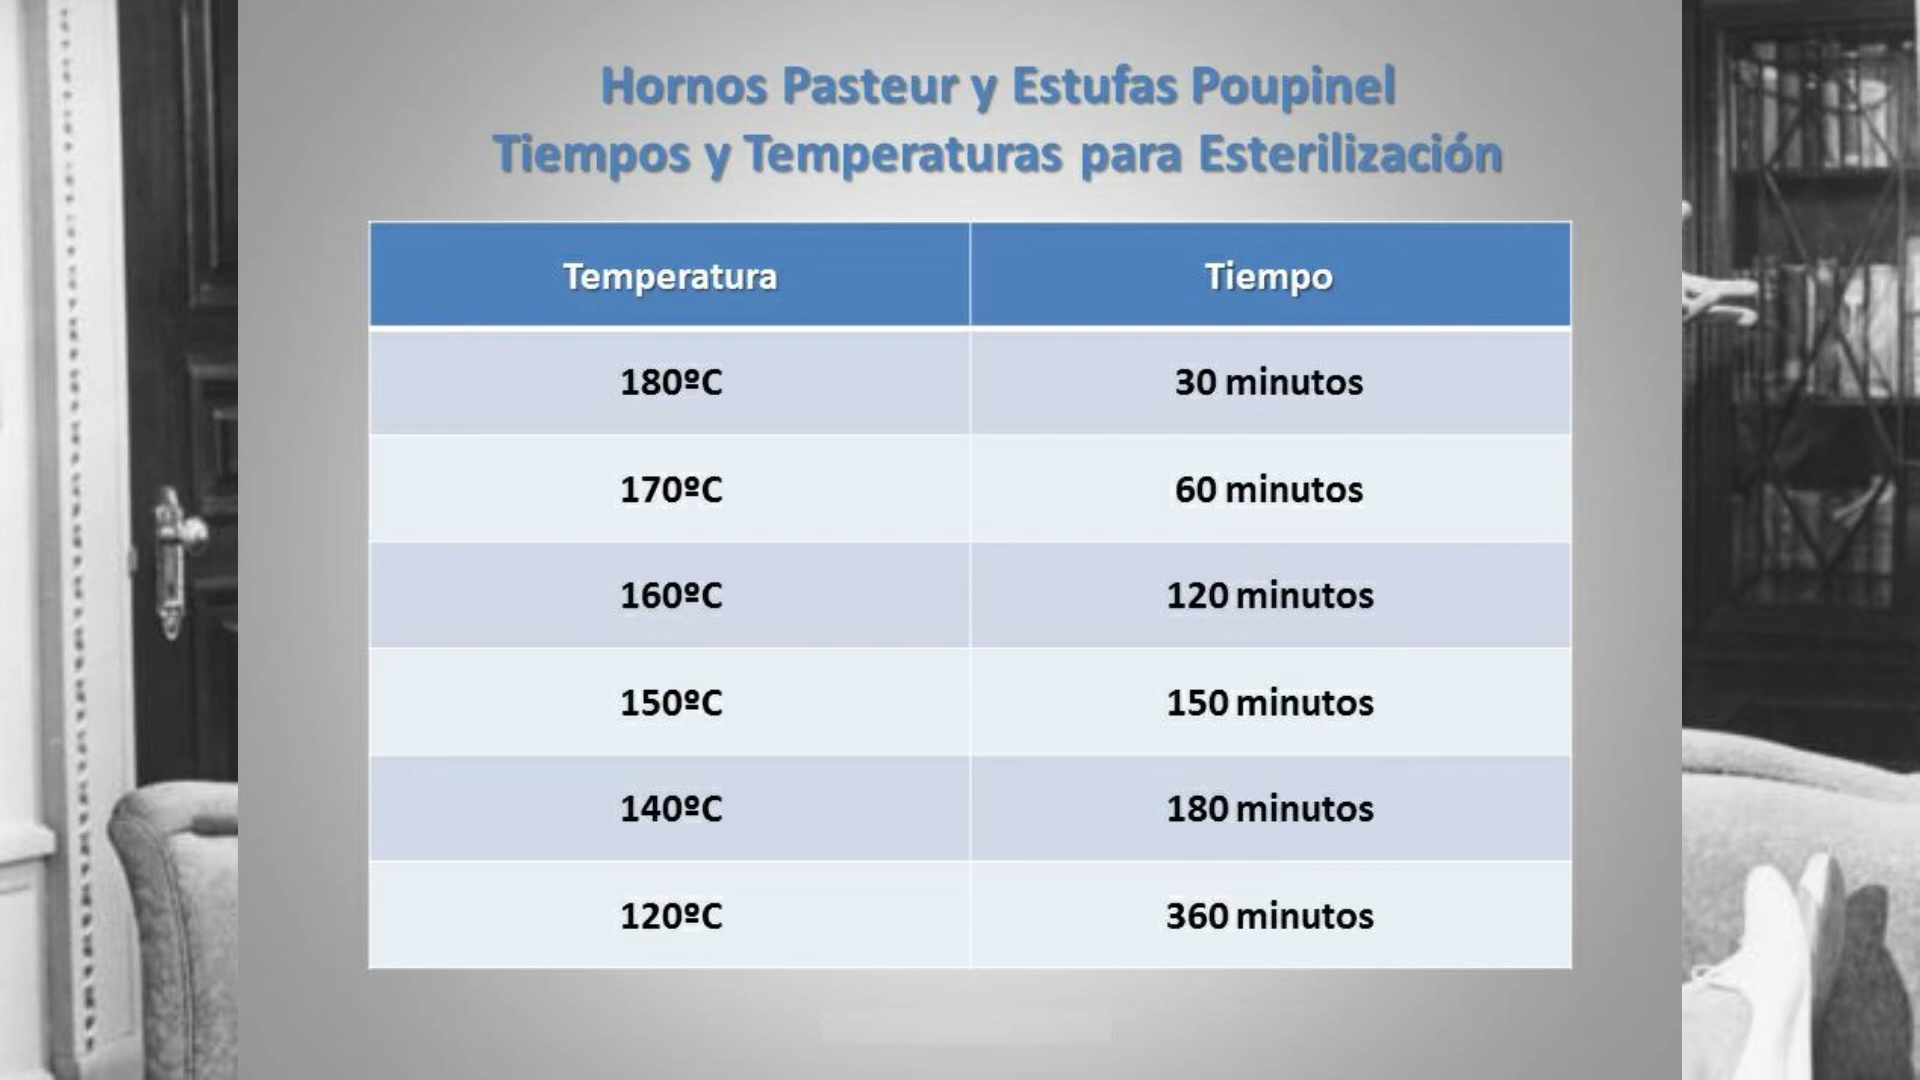 Hornos Pasteur y Estufas Poupinel
Tiempos y Temperaturas para Esterilización
Temperatura Tiempo
180ºC 30 minutos
170ºC 60 minutos
160ºC 120 minutos
150ºC 150 minutos
140ºC 180 minutos
120ºC 360 minutos